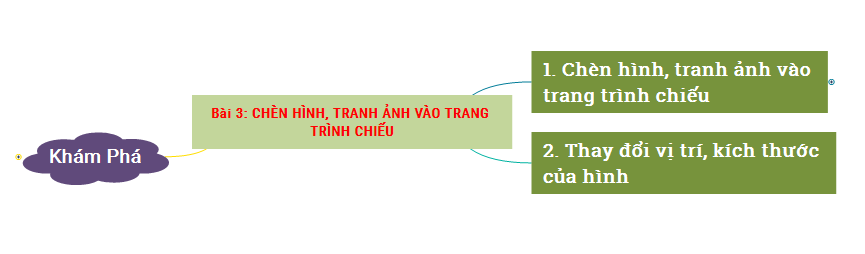 Khám Phá
Bài 3: CHÈN HÌNH, TRANH ẢNH VÀO TRANG
TRÌNH CHIẾU
1. Chèn hình, tranh ảnh vào
trang trình chiếu
2. Thay đổi vị trí, kích thước
của hình